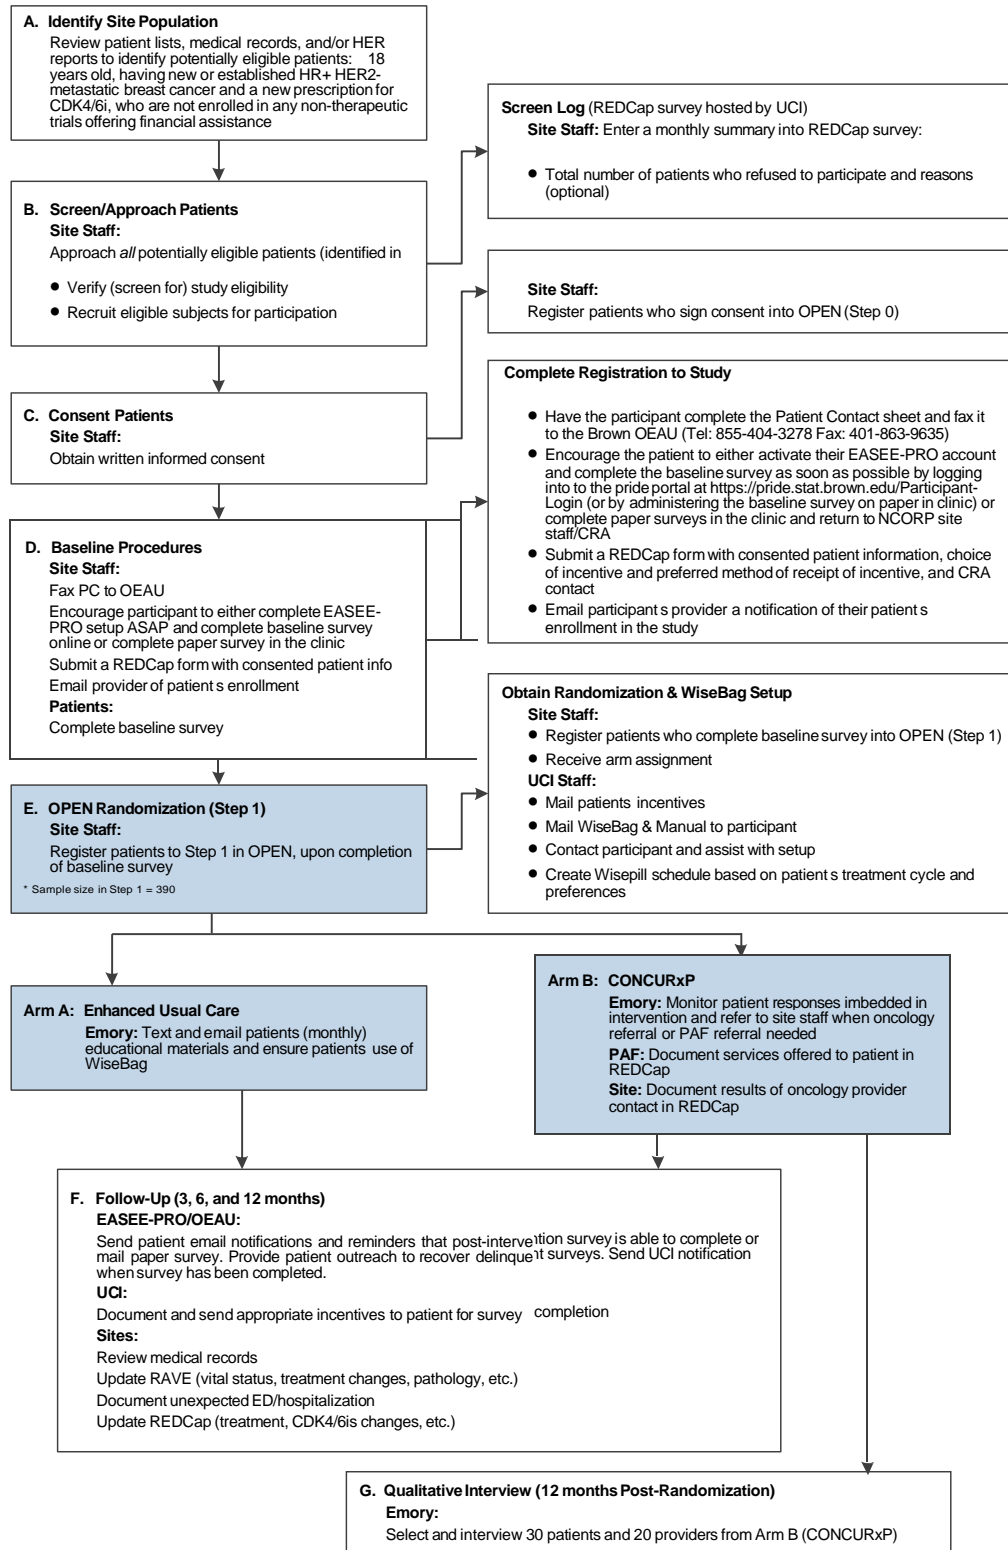 A. Identify Site Population
Review patient lists, medical records, and/or HER
reports to identify potentially eligible patients: 18
years old, having new or established HR+ HER2-
metastatic breast cancer and a new prescription for
CDK4/6i, who are not enrolled in any non-therapeutic
trials offering financial assistance
Screen Log (REDCap survey hosted by UCI)
Site Staff: Enter a monthly summary into REDCap survey:
● Total number of patients who refused to participate and reasons
(optional)
B. Screen/Approach Patients
Site Staff:
Approach all potentially eligible patients (identified in
● Verify (screen for) study eligibility
● Recruit eligible subjects for participation
Site Staff:
Register patients who sign consent into OPEN (Step 0)
C. Consent Patients
Site Staff:
Obtain written informed consent
Complete Registration to Study
● Have the participant complete the Patient Contact sheet and fax it
to the Brown OEAU (Tel: 855-404-3278 Fax: 401-863-9635)
● Encourage the patient to either activate their EASEE-PRO account
and complete the baseline survey as soon as possible by logging
into to the pride portal at https://pride.stat.brown.edu/Participant-
Login (or by administering the baseline survey on paper in clinic) or
complete paper surveys in the clinic and return to NCORP site
staff/CRA
● Submit a REDCap form with consented patient information, choice
of incentive and preferred method of receipt of incentive, and CRA
contact
● Email participant s provider a notification of their patient s
enrollment in the study
D. Baseline Procedures
Site Staff:
Fax PC to OEAU
Encourage participant to either complete EASEE-
PRO setup ASAP and complete baseline survey
online or complete paper survey in the clinic
Submit a REDCap form with consented patient info
Email provider of patient s enrollment
Patients:
Complete baseline survey
Obtain Randomization & WiseBag Setup
Site Staff:
● Register patients who complete baseline survey into OPEN (Step 1)
● Receive arm assignment
UCI Staff:
● Mail patients incentives
● Mail WiseBag & Manual to participant
● Contact participant and assist with setup
● Create Wisepill schedule based on patient s treatment cycle and
preferences
E. OPEN Randomization (Step 1)
Site Staff:
Register patients to Step 1 in OPEN, upon completion
of baseline survey
* Sample size in Step 1 = 390
Arm A: Enhanced Usual Care
Emory: Text and email patients (monthly)
educational materials and ensure patients use of
WiseBag
Arm B: CONCURxP
Emory: Monitor patient responses imbedded in
intervention and refer to site staff when oncology
referral or PAF referral needed
PAF: Document services offered to patient in
REDCap
Site: Document results of oncology provider
contact in REDCap
F. Follow-Up (3, 6, and 12 months)
EASEE-PRO/OEAU:
Send patient email notifications and reminders that post-intervention survey is able to complete or
mail paper survey. Provide patient outreach to recover delinquent surveys. Send UCI notification
when survey has been completed.
UCI:
Document and send appropriate incentives to patient for survey completion
Sites:
Review medical records
Update RAVE (vital status, treatment changes, pathology, etc.)
Document unexpected ED/hospitalization
Update REDCap (treatment, CDK4/6is changes, etc.)
G. Qualitative Interview (12 months Post-Randomization)
Emory:
Select and interview 30 patients and 20 providers from Arm B (CONCURxP)